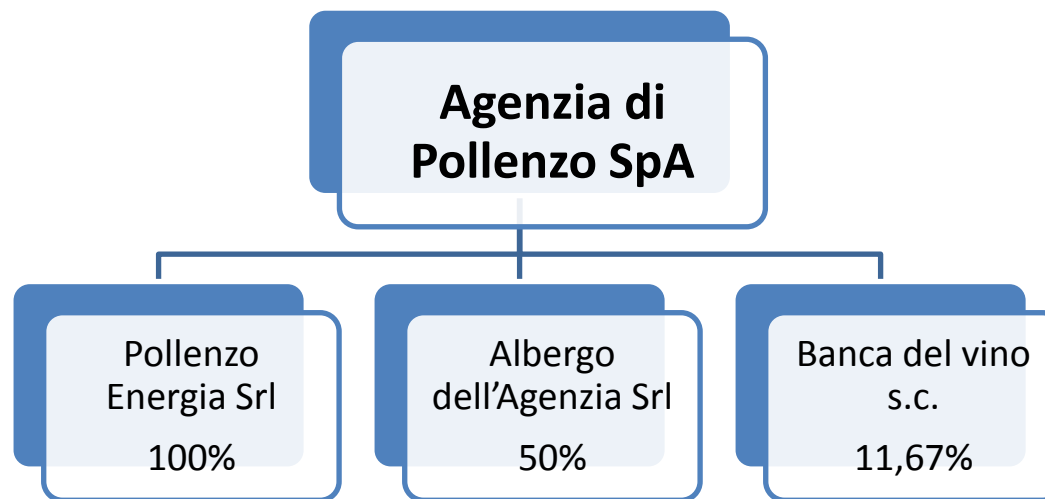 Agenzia di
Pollenzo SpA
Pollenzo
Energia Srl
100%
Albergo
dell’Agenzia Srl
50%
Banca del vino
s.c.
11,67%